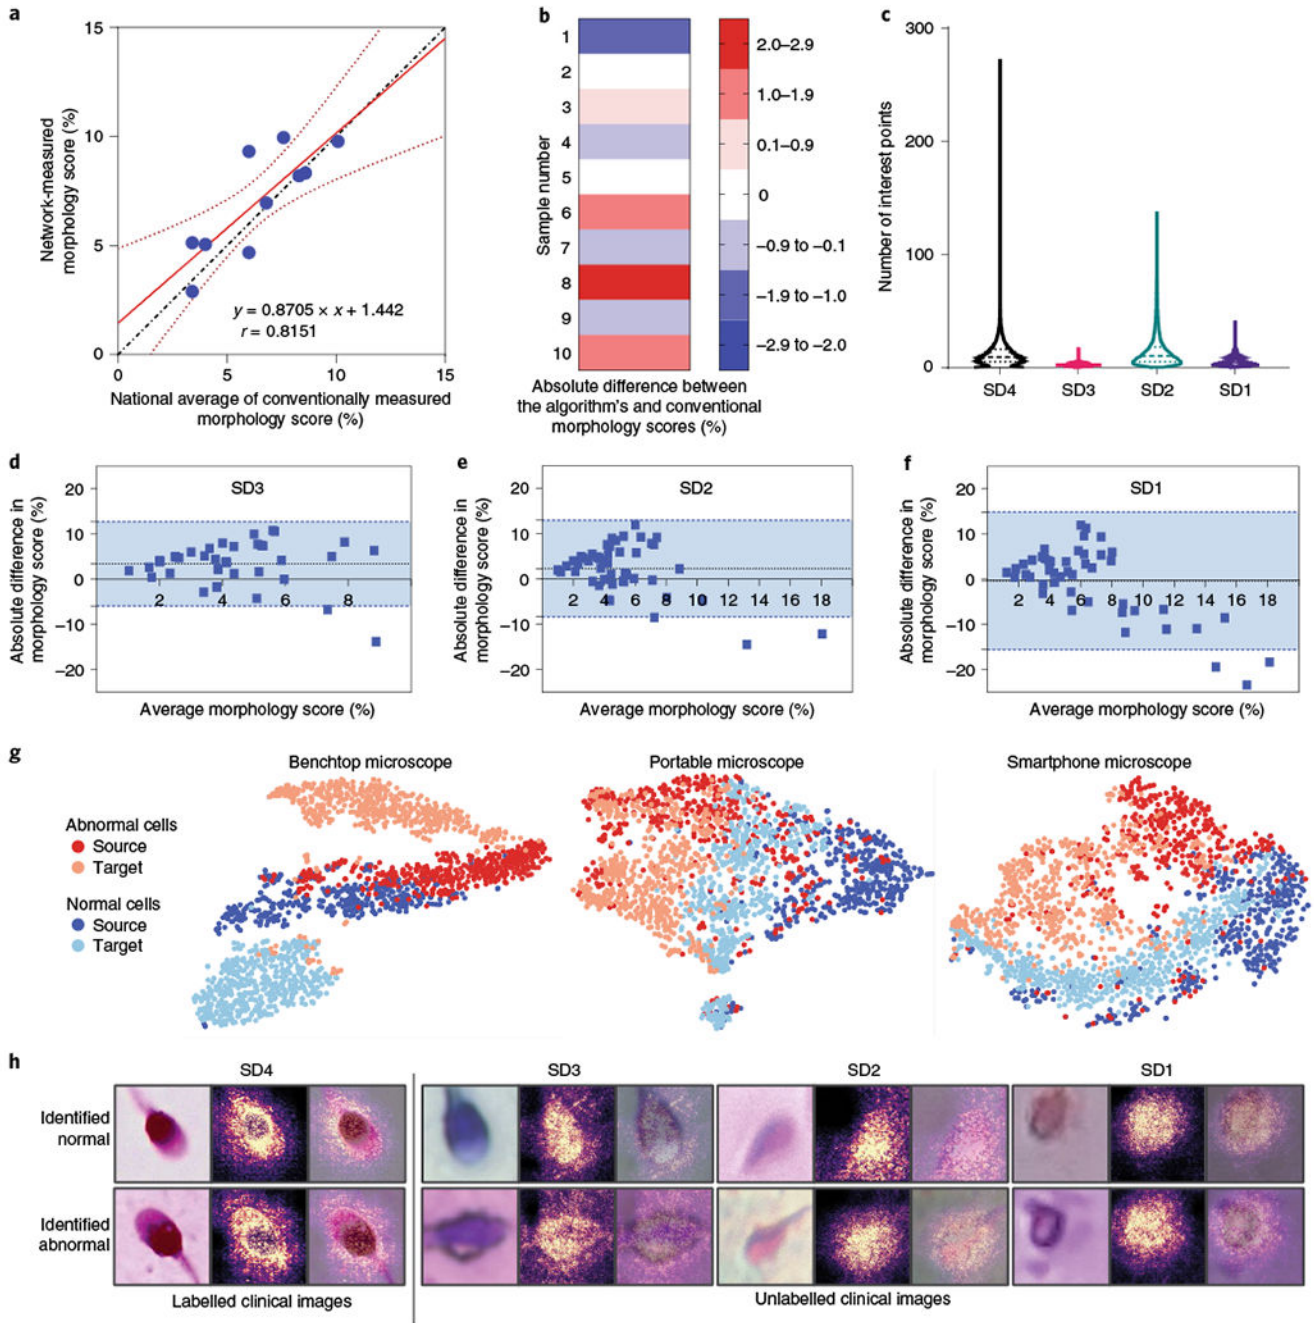 a
15
10
5
0
0
5
10
15
Network-measured
morphology score (%)
y = 0.8705 × x + 1.442
r = 0.8151
National average of conventionally measured
morphology score (%)
b
Sample number
1
2
3
4
5
6
7
8
9
10
2.0–2.9
1.0–1.9
0.1–0.9
0
–0.9 to –0.1
–1.9 to –1.0
–2.9 to –2.0
Absolute difference between
the algorithm's and conventional
morphology scores (%)
c
Number of interest points
300
200
100
0
SD4
SD3
SD2
SD1
d
Absolute difference in
morphology score (%)
SD3
20
10
0
–10
–20
2
4
6
8
Average morphology score (%)
e
Absolute difference in
morphology score (%)
SD2
20
10
0
–10
–20
2
4
6
8
10
12
14
16
18
Average morphology score (%)
f
Absolute difference in
morphology score (%)
SD1
20
10
0
–10
–20
2
4
6
8
10
12
14
16
18
Average morphology score (%)
g
Benchtop microscope
Portable microscope
Smartphone microscope
Abnormal cells
Source
Target
Normal cells
Source
Target
h
SD4
SD3
SD2
SD1
Identified
normal
Identified
abnormal
Labelled clinical images
Unlabelled clinical images